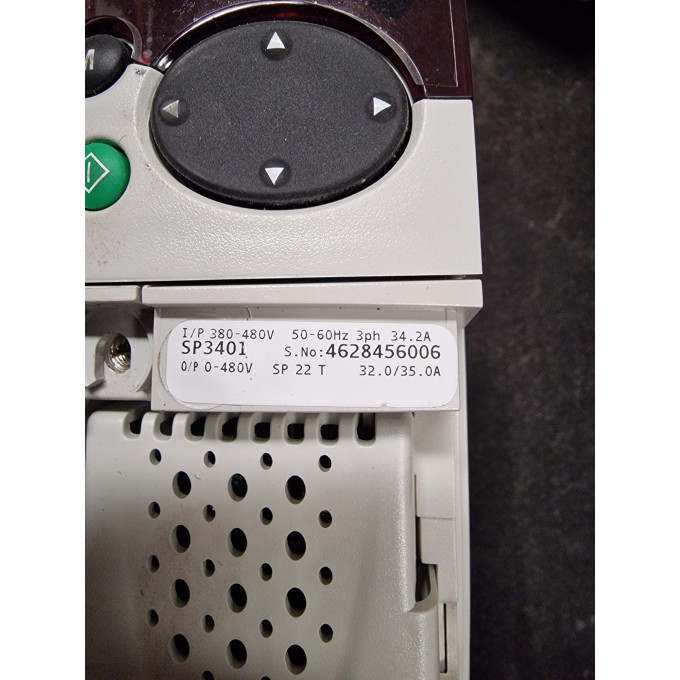 M
I/P 380-480V 50-60Hz 3ph 34.2A
SP3401 S.No:4628456006
O/P 0-480V SP 22 T 32.0/35.0A